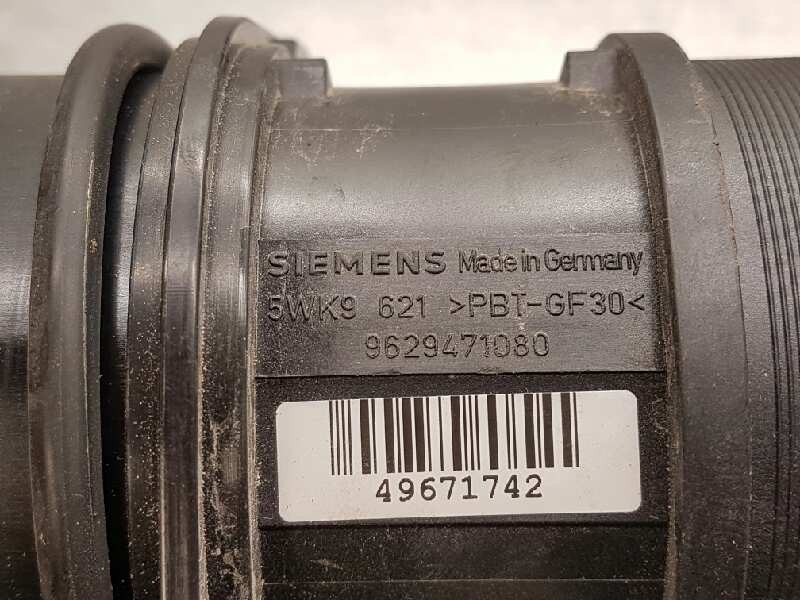 SIEMENS Made in Germany
5WK9 621 >PBT-GF30<
9629471080
49671742